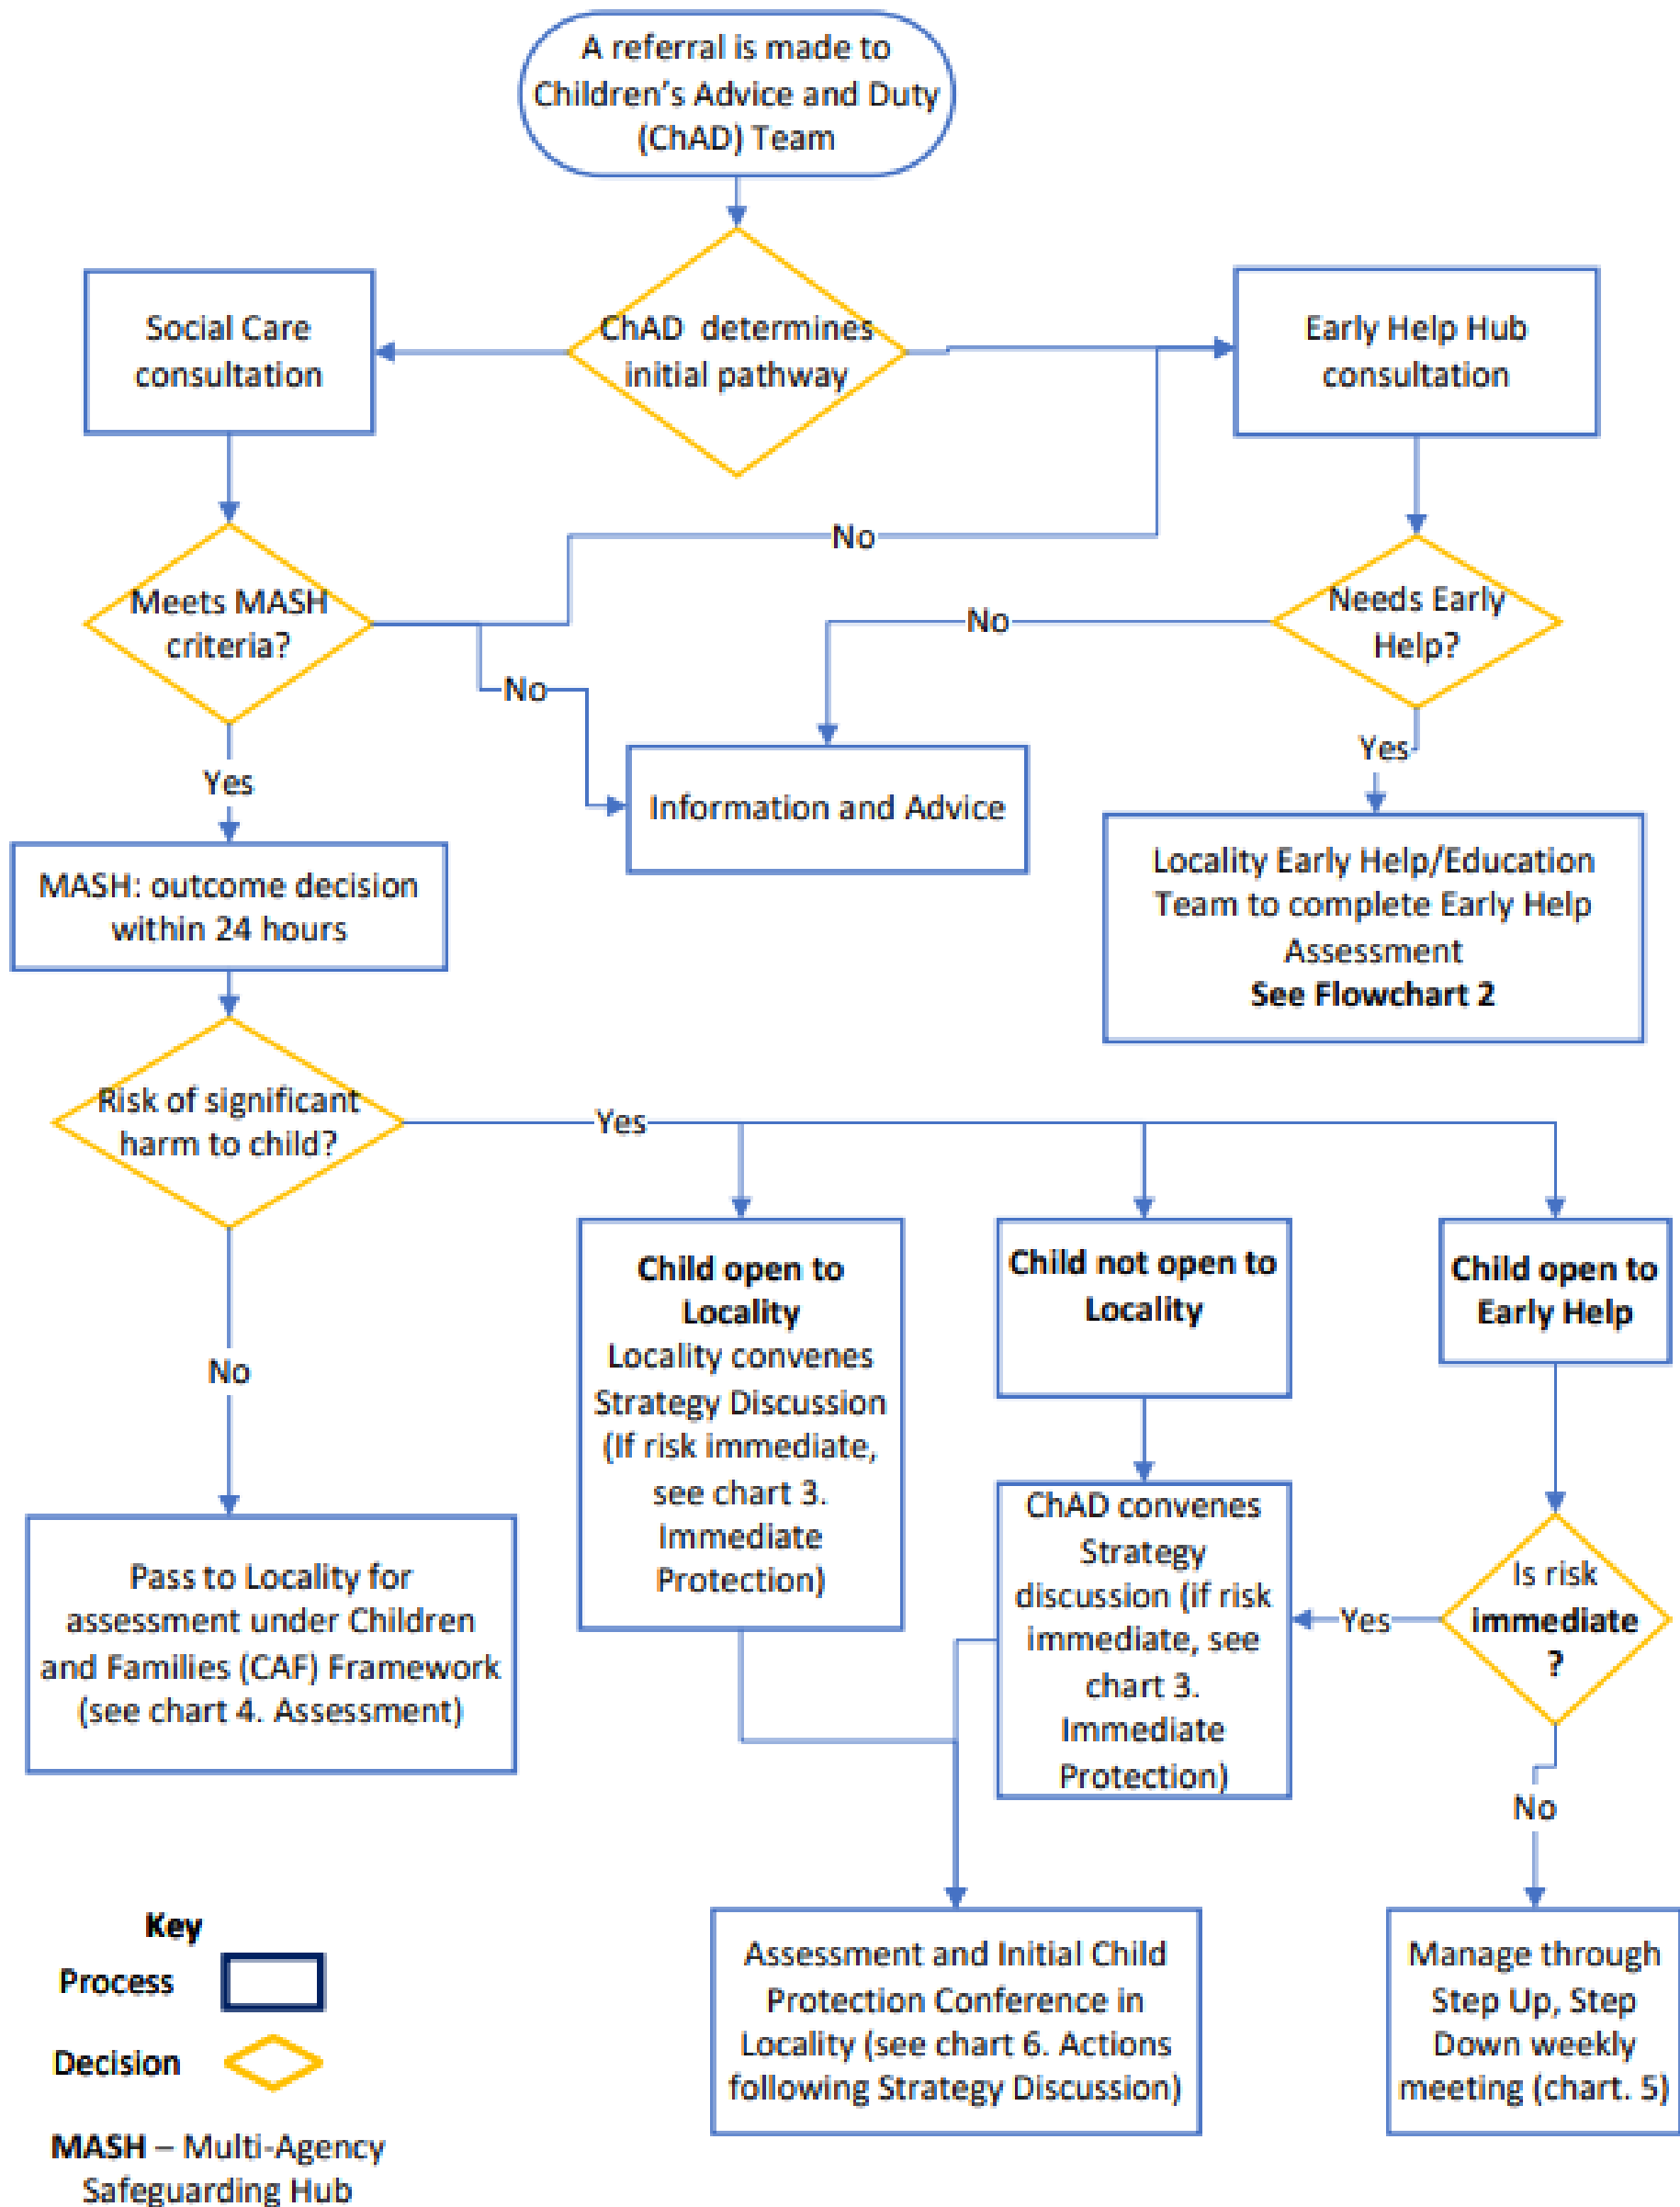 A referral is made to
Children's Advice and Duty
(ChAD) Team
Social Care
consultation
ChAD determines
initial pathway
Early Help Hub
consultation
No
Meets MASH
criteria?
No
Needs Early
Help?
No
Yes
Yes
Information and Advice
MASH: outcome decision
within 24 hours
Locality Early Help/Education
Team to complete Early Help
Assessment
See Flowchart 2
Risk of significant
harm to child?
Yes
No
Child open to
Locality
Locality convenes
Strategy Discussion
(If risk immediate,
see chart 3.
Immediate
Protection)
Child not open to
Locality
Child open to
Early Help
ChAD convenes
Strategy
discussion (if risk
immediate, see
chart 3.
Immediate
Protection)
Yes
Is risk
immediate
?
No
Pass to Locality for
assessment under Children
and Families (CAF) Framework
(see chart 4. Assessment)
Assessment and Initial Child
Protection Conference in
Locality (see chart 6. Actions
following Strategy Discussion)
Manage through
Step Up, Step
Down weekly
meeting (chart. 5)
Key
Process
Decision
MASH – Multi-Agency
Safeguarding Hub